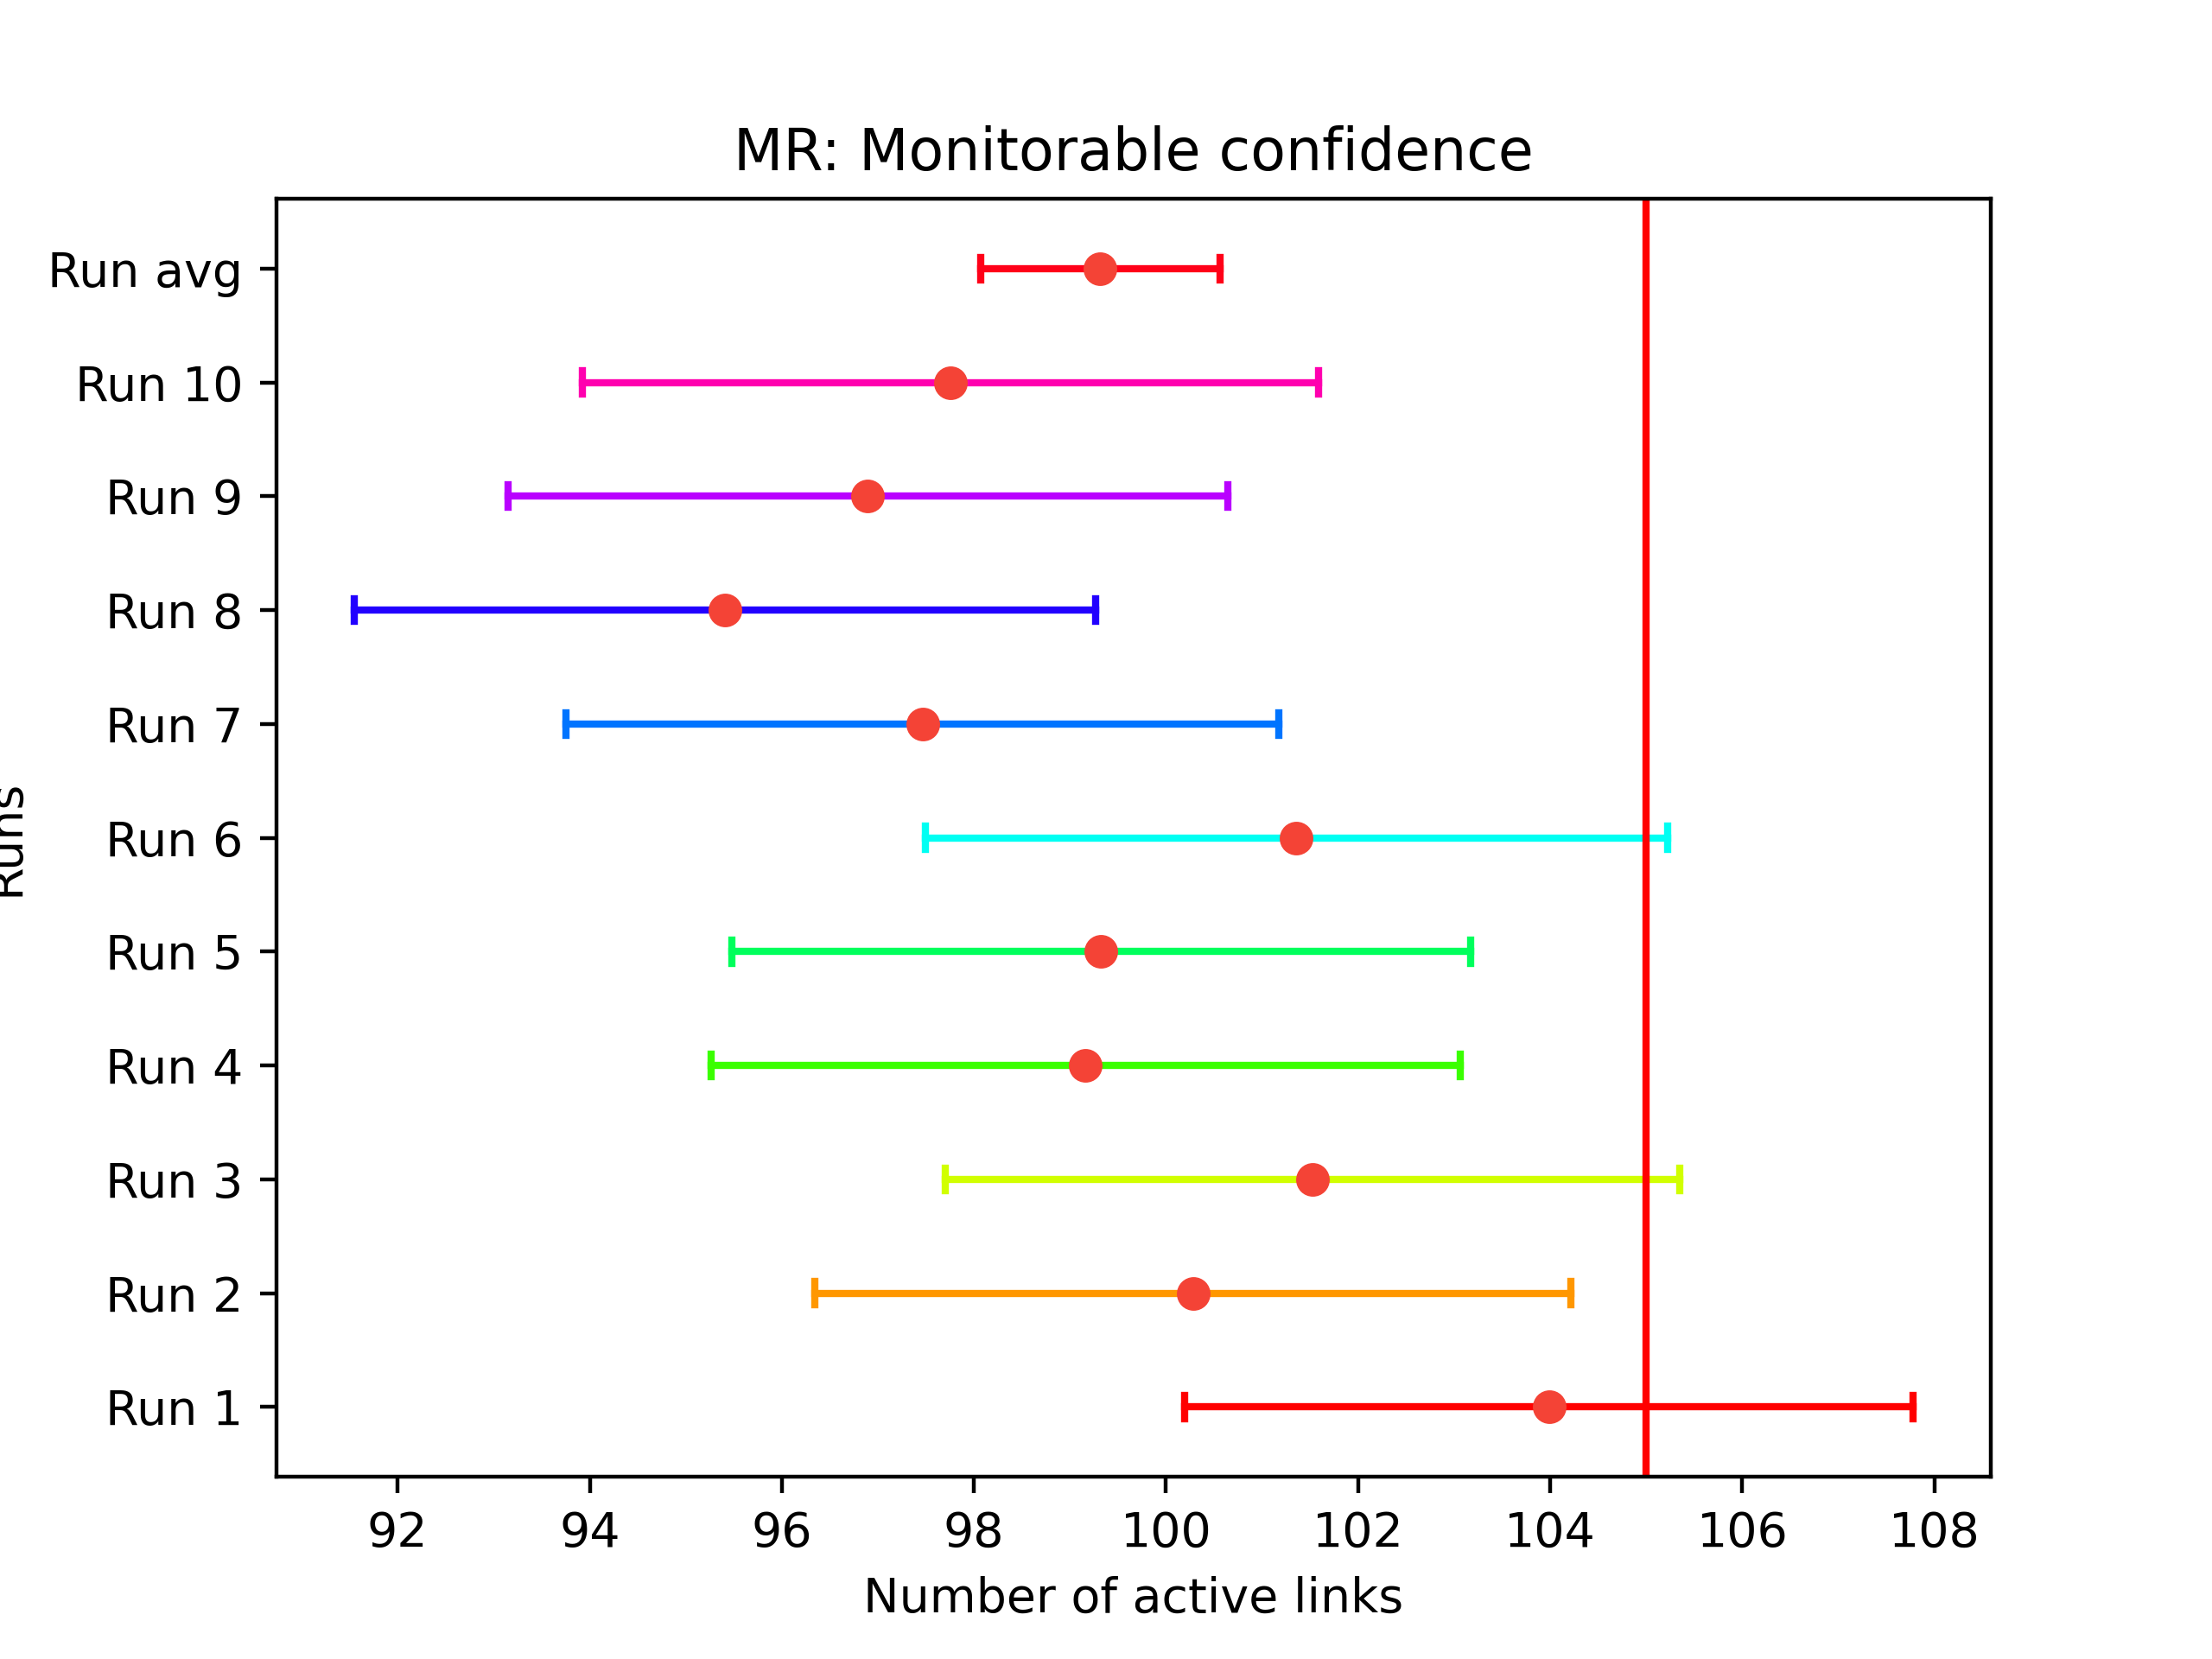 MR: Monitorable confidence
Run avg
Run 10
Run 9
Run 8
Run 7
Run 6
Run 5
Run 4
Run 3
Run 2
Run 1
Runs
92 94 96 98 100 102 104 106 108
Number of active links